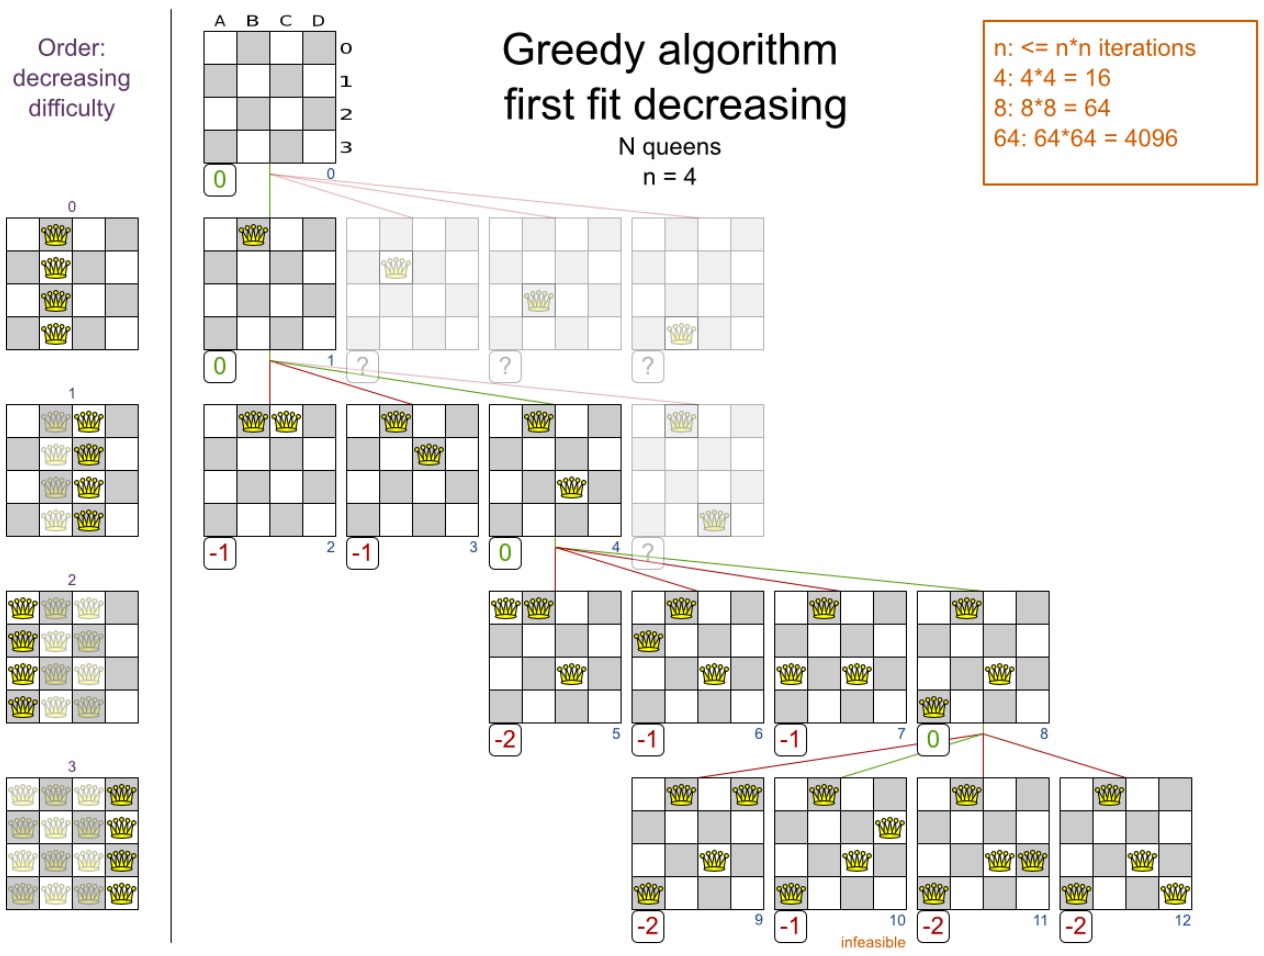 Order:
decreasing
difficulty
A B C D
0
1
2
3
Greedy algorithm
first fit decreasing
N queens
n = 4
n: <= n*n iterations
4: 4*4 = 16
8: 8*8 = 64
64: 64*64 = 4096
0 0
0
0 1 ? ? ?
1
-1 2 -1 3 0 4 ?
2
-2 5 -1 6 -1 7 0 8
3
-2 9 -1 10 -2 11 -2 12
infeasible